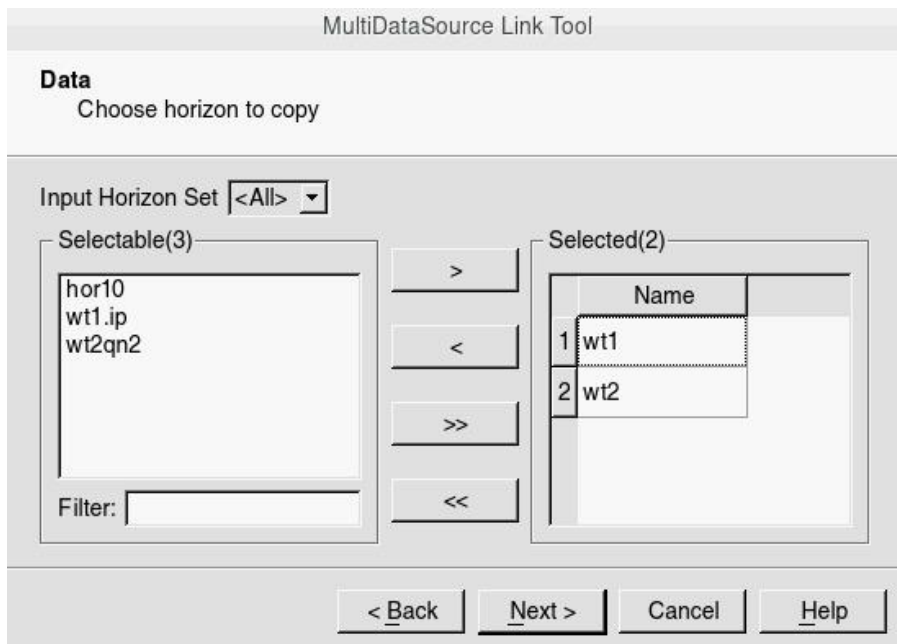 MultiDataSource Link Tool
Data
Choose horizon to copy
Input Horizon Set <All>
Selectable(3)
hor10
wt1.ip
wt2qn2
Filter:
>
<
>>
<<
Selected(2)
Name
1 wt1
2 wt2
< Back Next > Cancel Help